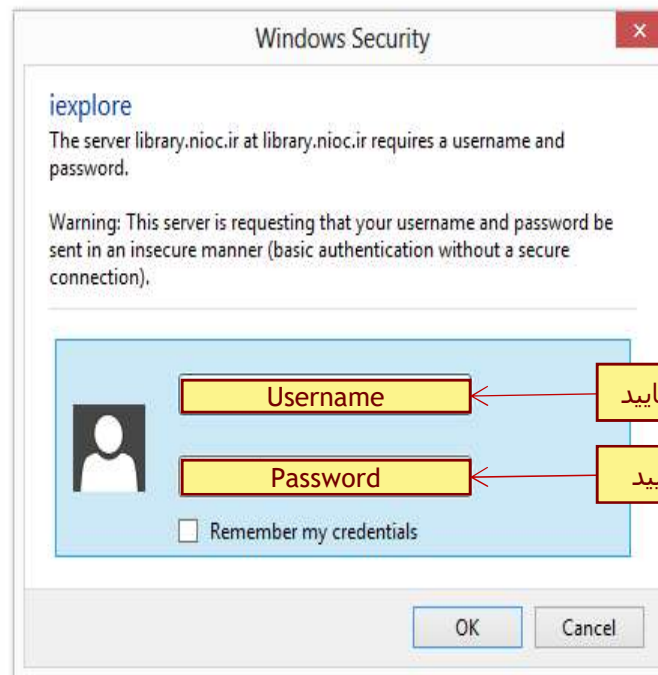 Windows Security
x
iexplore
The server library.nioc.ir at library.nioc.ir requires a username and
password.
Warning: This server is requesting that your username and password be
sent in an insecure manner (basic authentication without a secure
connection).
Username
Password
Remember my credentials
OK
Cancel